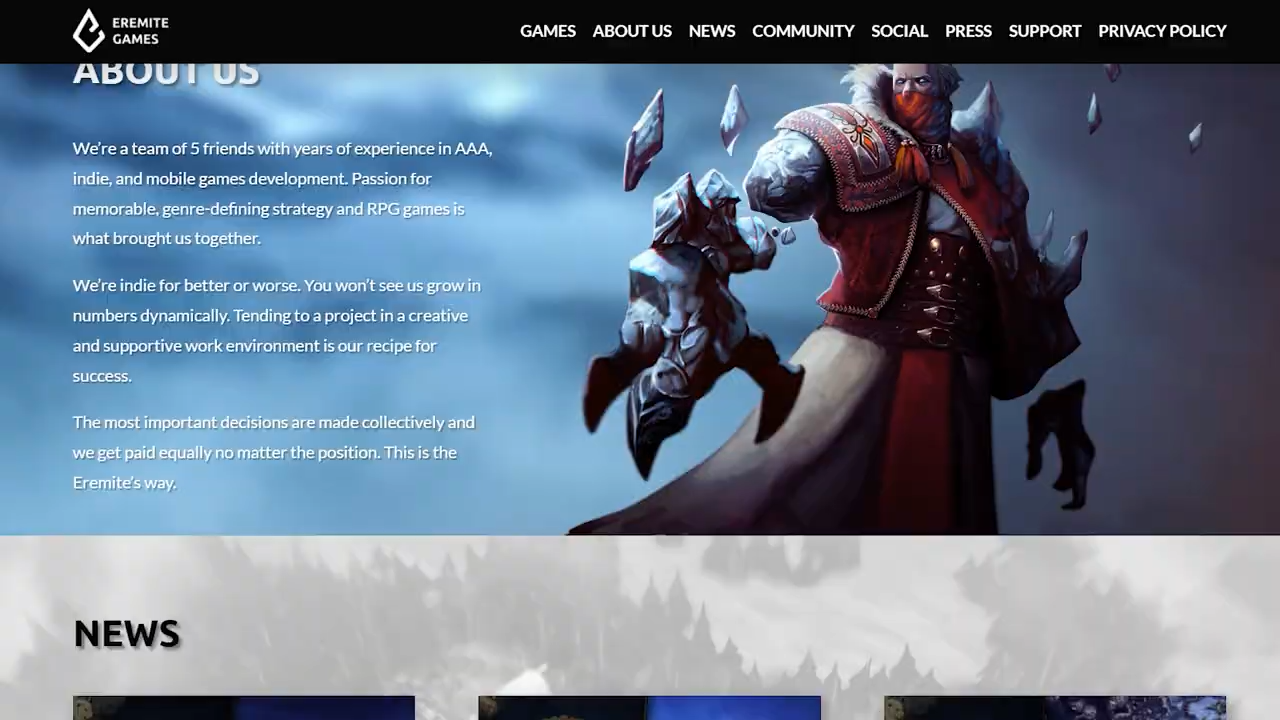 EREMITE
GAMES
GAMES ABOUT US NEWS COMMUNITY SOCIAL PRESS SUPPORT PRIVACY POLICY
ABOUT US
We're a team of 5 friends with years of experience in AAA,
indie, and mobile games development. Passion for
memorable, genre-defining strategy and RPG games is
what brought us together.
We're indie for better or worse. You won't see us grow in
numbers dynamically. Tending to a project in a creative
and supportive work environment is our recipe for
success.
The most important decisions are made collectively and
we get paid equally no matter the position. This is the
Eremite's way.
NEWS